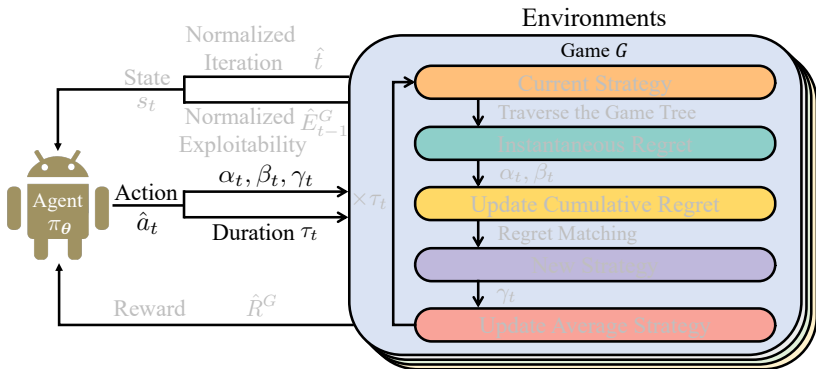 Environments
Game G
Normalized
Iteration t̂
State
s_t
Normalized
Exploitability Ê^G_{t-1}
Agent
π_θ
Action
â_t
α_t, β_t, γ_t
Duration τ_t
Reward R̂^G
×τ_t
Current Strategy
Traverse the Game Tree
Instantaneous Regret
α_t, β_t
Update Cumulative Regret
Regret Matching
New Strategy
γ_t
Update Average Strategy